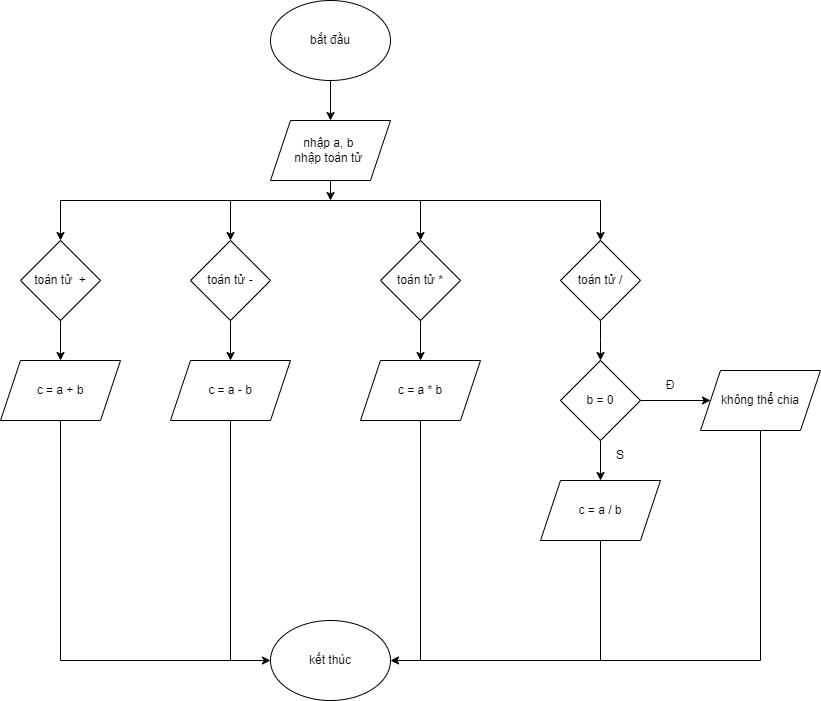 bắt đầu
nhập a, b
nhập toán tử
toán tử +
toán tử -
toán tử *
toán tử /
c = a + b
c = a - b
c = a * b
b = 0
Đ
không thể chia
S
c = a / b
kết thúc